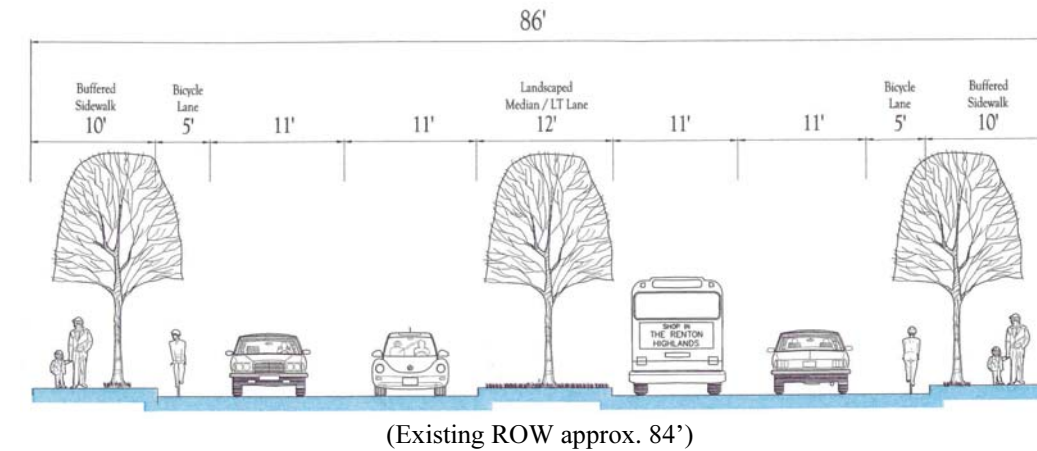 86'
Buffered
Sidewalk
10'
Bicycle
Lane
5'
11'
11'
Landscaped
Median / LT Lane
12'
11'
11'
Bicycle
Lane
5'
Buffered
Sidewalk
10'
SHOP IN
THE RENTON
HIGHLANDS
(Existing ROW approx. 84’)